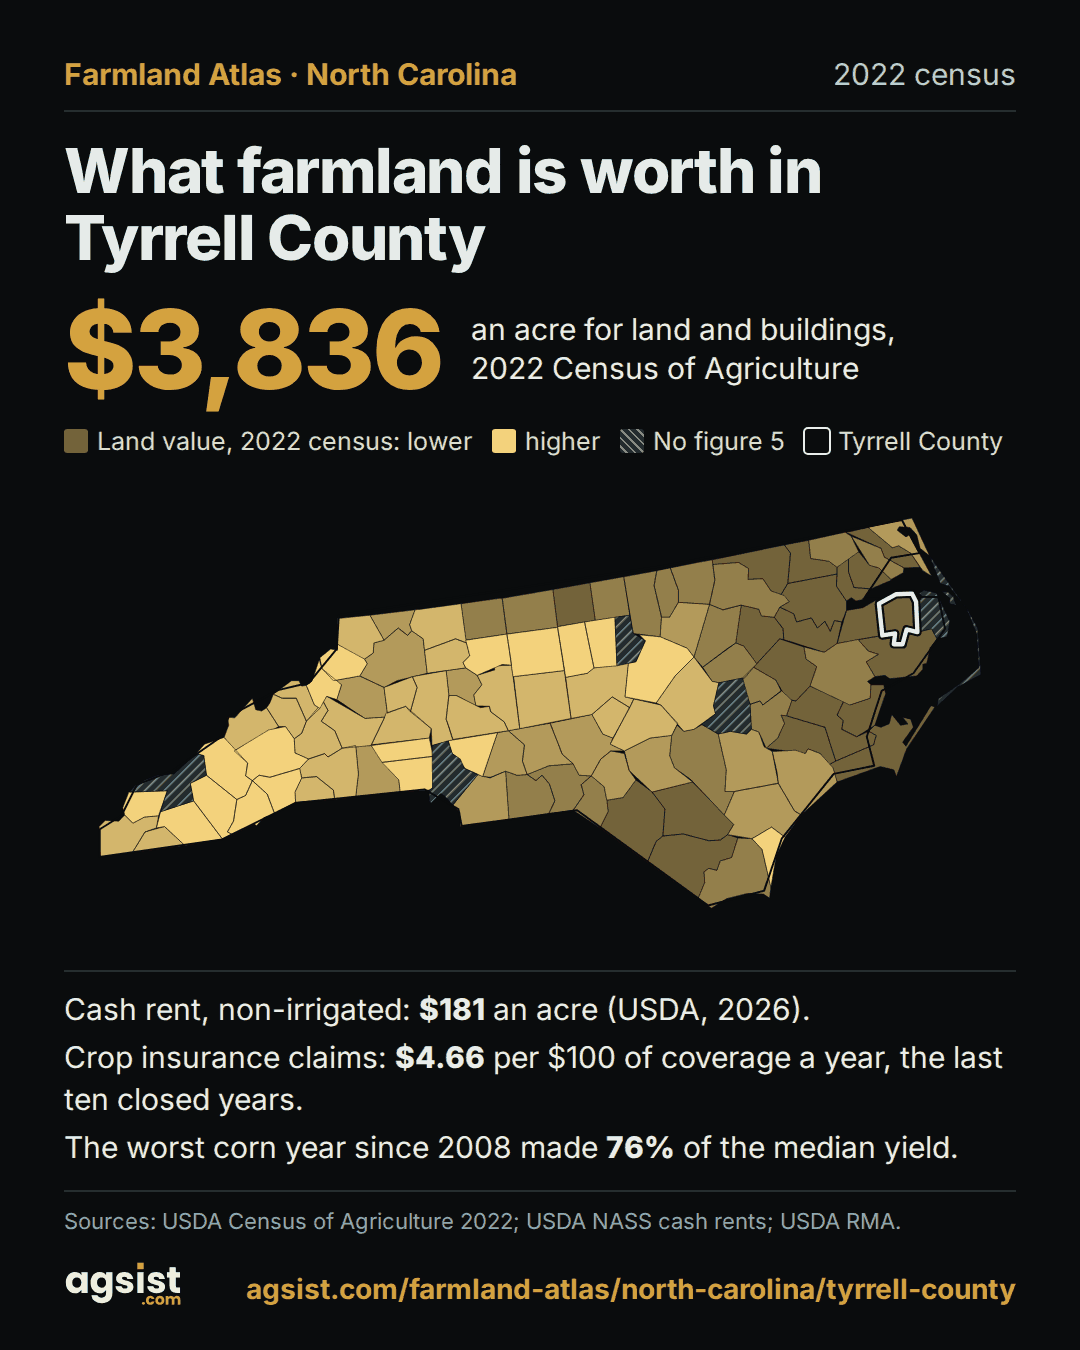 Farmland Atlas · North Carolina
2022 census
What farmland is worth in
Tyrrell County
$3,836
an acre for land and buildings,
2022 Census of Agriculture
Land value, 2022 census: lower
higher
No figure 5
Tyrrell County
Cash rent, non-irrigated: $181 an acre (USDA, 2026).
Crop insurance claims: $4.66 per $100 of coverage a year, the last
ten closed years.
The worst corn year since 2008 made 76% of the median yield.
Sources: USDA Census of Agriculture 2022; USDA NASS cash rents; USDA RMA.
agsist
.com
agsist.com/farmland-atlas/north-carolina/tyrrell-county